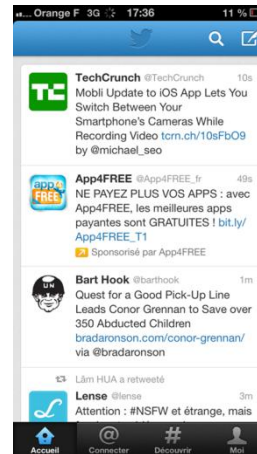 ... Orange F 3G 17:36 11 %
TE
TechCrunch @TechCrunch 10s
Mobli Update to iOS App Lets You
Switch Between Your
Smartphone's Cameras While
Recording Video tcrn.ch/10sFbO9
by @michael_seo
app4
FREE
App4FREE @App4FREE_fr 49s
NE PAYEZ PLUS VOS APPS : avec
App4FREE, les meilleures apps
payantes sont GRATUITES ! bit.ly/
App4FREE_T1
Sponsorisé par App4FREE
UN
Bart Hook @barthook 1m
Quest for a Good Pick-Up Line
Leads Conor Grennan to Save over
350 Abducted Children
bradaronson.com/conor-grennan/
via @bradaronson
Lâm HUA a retweeté
Lense @lense 3m
Attention : #NSFW et étrange, mais
Accueil Connecter Découvrir Moi